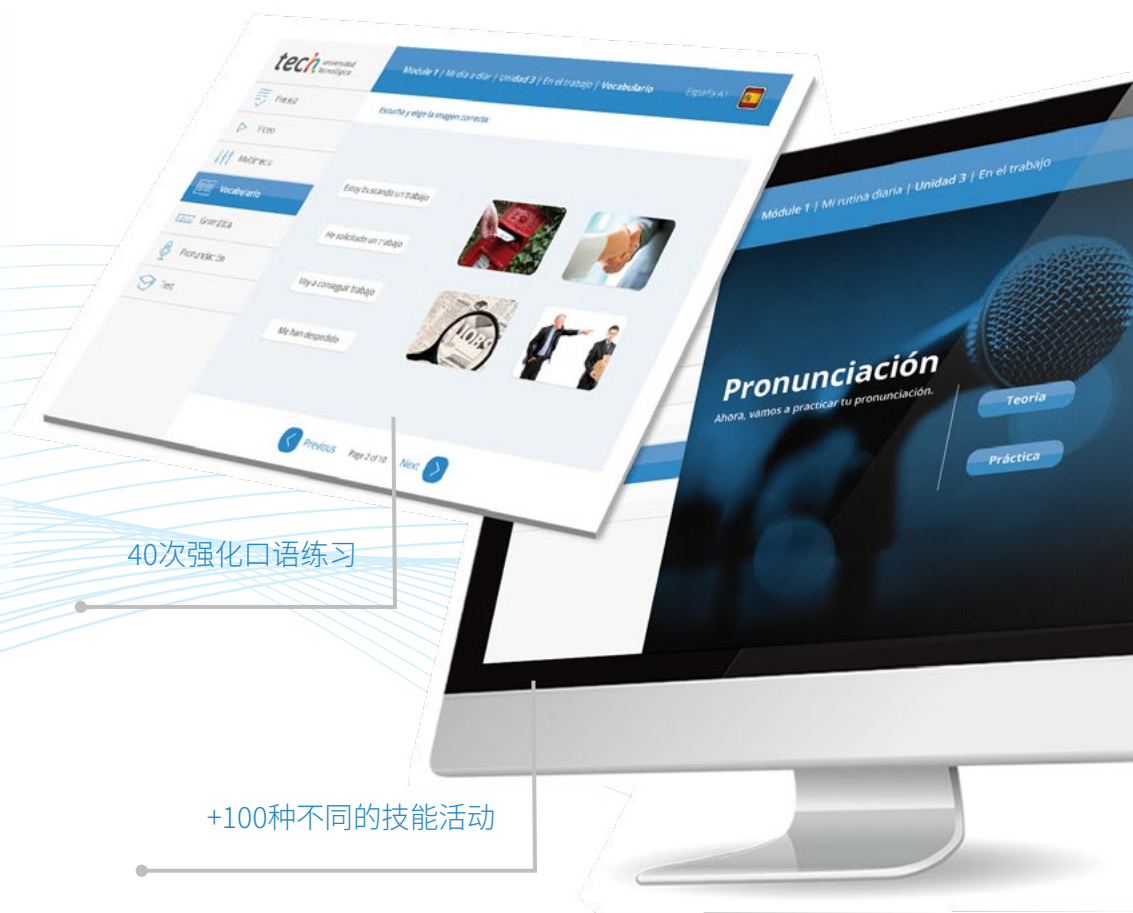 tech universidad
tecnológica
Module 1 | Mi día a diar | Unidad 3 | En el trabajo / Vocabulario
España A1
Escucha y elige la imagen correcta:
Vocabulario
Gramática
Pronunciación
Test
Estoy buscando un trabajo
He solicitado un trabajo
Voy a conseguir trabajo
Me han despedido
JOBS
Previous
Page 2 of 10
Next
Módule 1 | Mi rutina diaria | Unidad 3 | En el trabajo
Pronunciación
Ahora, vamos a practicar tu pronunciación.
Teoría
Práctica
40次强化口语练习
+100种不同的技能活动